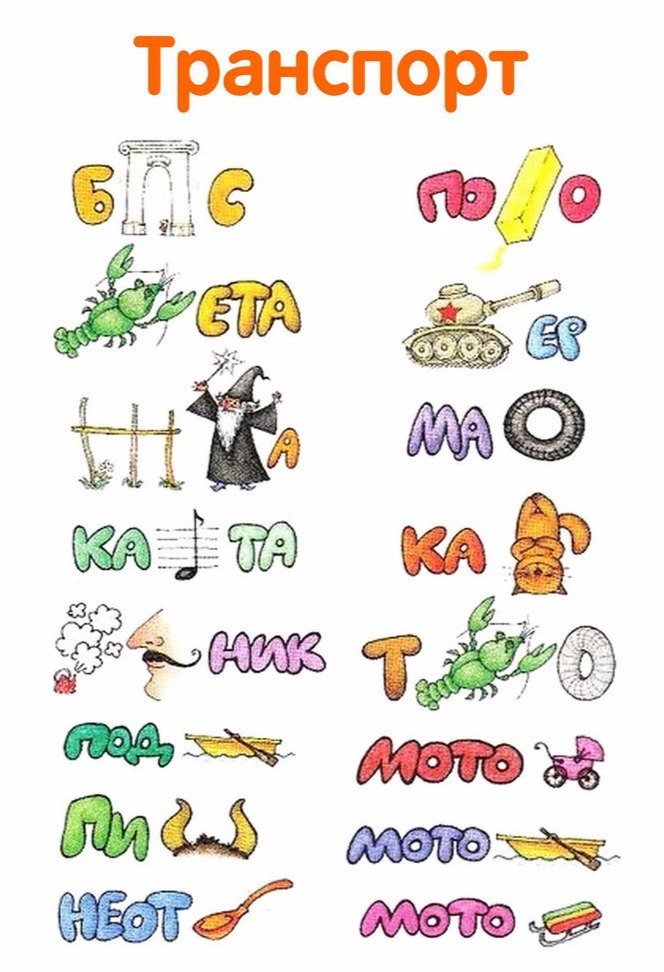 Транспорт
Б С
ПО О
ЕТА
ЕР
А
МА
КА ТА
КА
НИК
Т
ПОД
МОТО
ПИ
МОТО
НЕОТ
МОТО